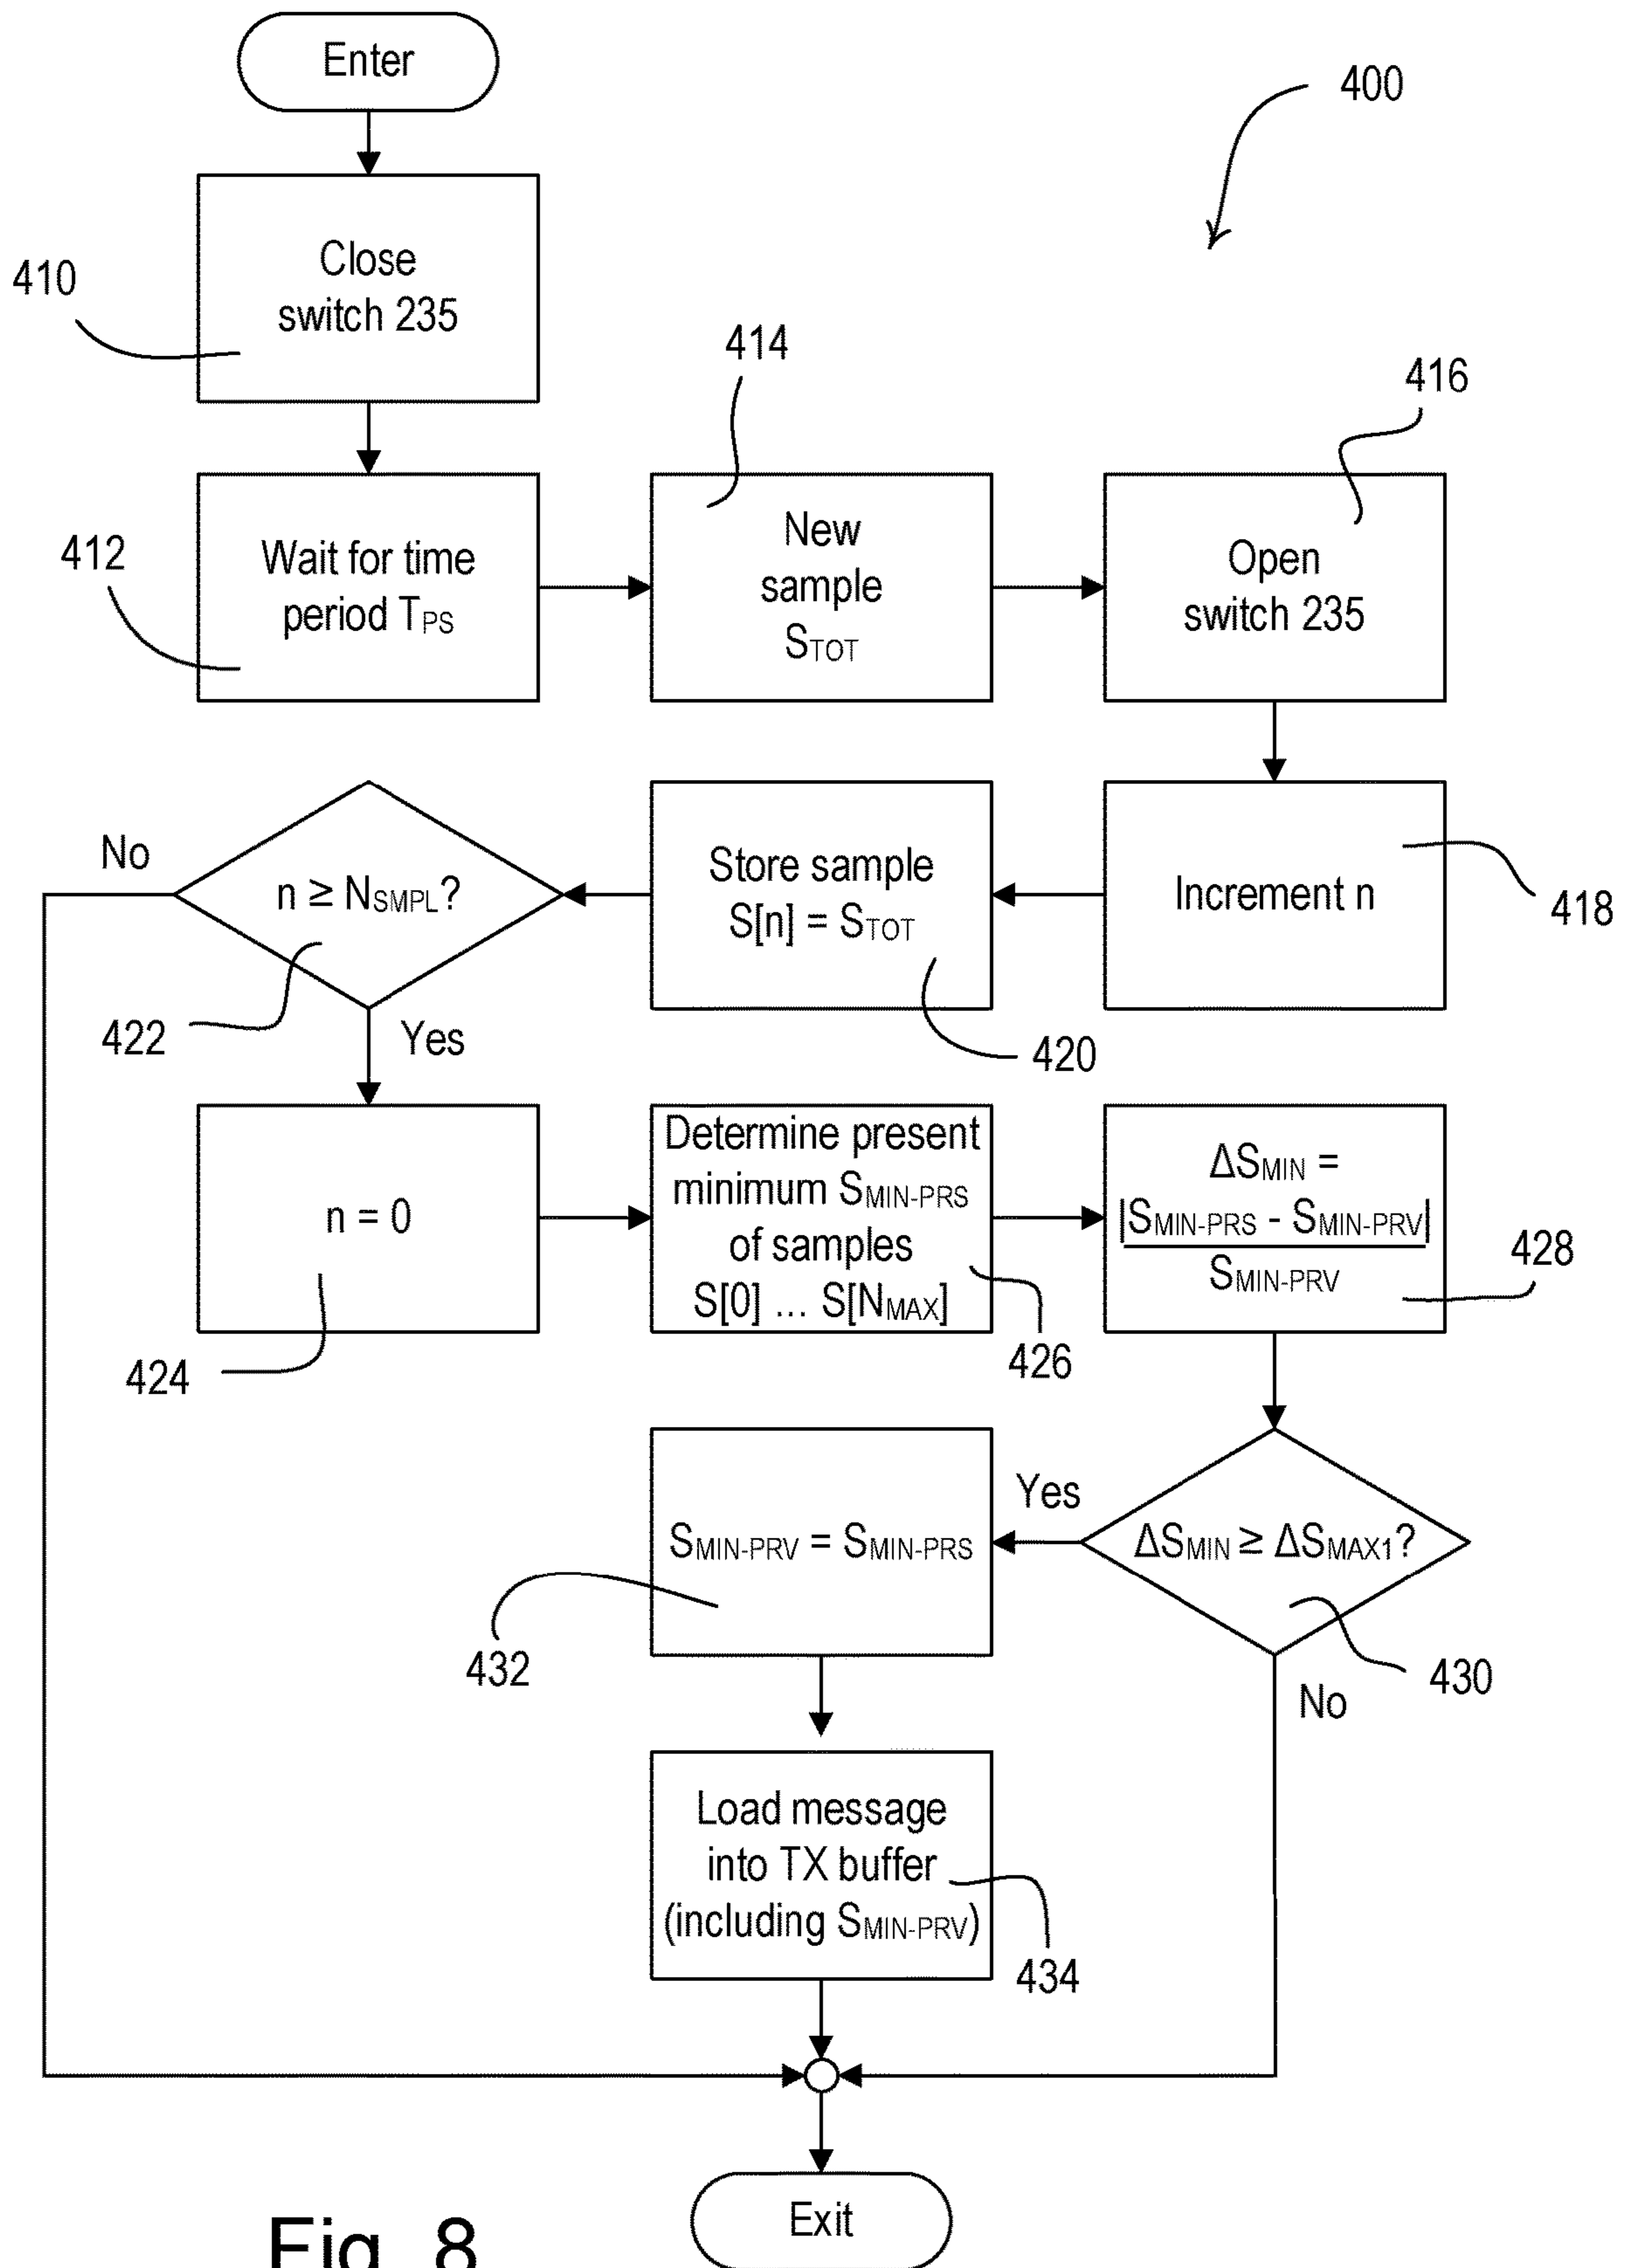 Enter
400
Close
switch 235
410
414
416
Wait for time
period TPS
412
New
sample
STOT
Open
switch 235
No
n ≥ NSMPL?
422
Yes
Store sample
S[n] = STOT
420
Increment n
418
n = 0
424
Determine present
minimum SMIN-PRS
of samples
S[0] ... S[NMAX]
426
ΔSMIN =
|SMIN-PRS - SMIN-PRV|
SMIN-PRV
428
Yes
SMIN-PRV = SMIN-PRS
432
ΔSMIN ≥ ΔSMAX1?
430
No
Load message
into TX buffer
(including SMIN-PRV)
434
Exit
Fig. 8